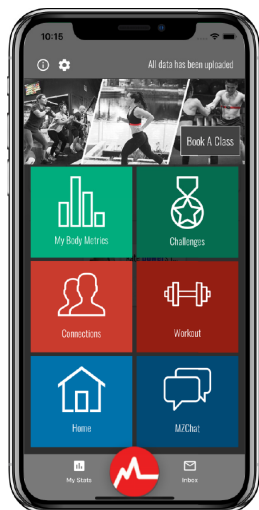 10:15
All data has been uploaded
Book A Class
My Body Metrics
Challenges
Connections
Workout
Home
MZChat
My Stats
Inbox